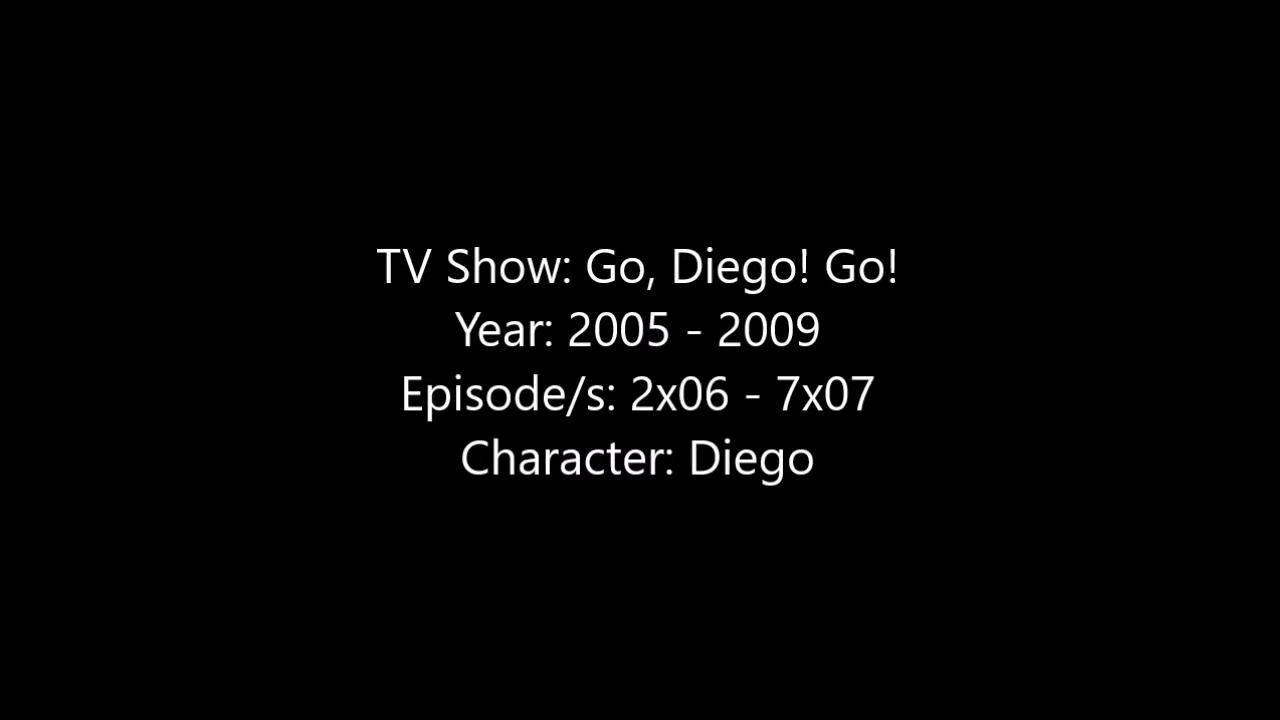 TV Show: Go, Diego! Go!
Year: 2005 - 2009
Episode/s: 2x06 - 7x07
Character: Diego